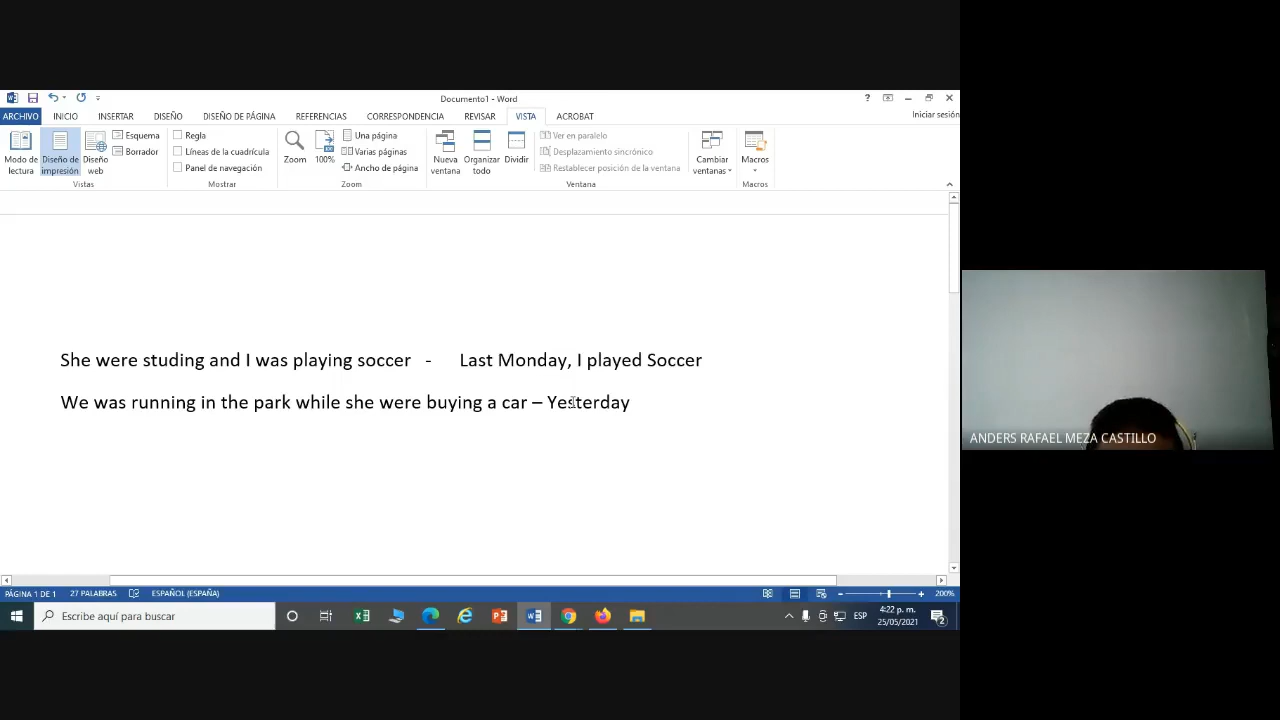 Documento1 - Word
Iniciar sesión
ARCHIVO INICIO INSERTAR DISEÑO DISEÑO DE PÁGINA REFERENCIAS CORRESPONDENCIA REVISAR VISTA ACROBAT
Modo de lectura
Diseño de impresión
Diseño web
Esquema
Borrador
Vistas
Regla
Líneas de la cuadrícula
Panel de navegación
Mostrar
Zoom
100%
Una página
Varias páginas
Ancho de página
Zoom
Nueva ventana
Organizar todo
Dividir
Ver en paralelo
Desplazamiento sincrónico
Restablecer posición de la ventana
Ventana
Cambiar ventanas
Macros
Macros
She were studing and I was playing soccer - Last Monday, I played Soccer
We was running in the park while she were buying a car – Yesterday
ANDERS RAFAEL MEZA CASTILLO
PÁGINA 1 DE 1 27 PALABRAS ESPAÑOL (ESPAÑA) 200%
Escribe aquí para buscar
ESP
4:22 p. m.
25/05/2021
2